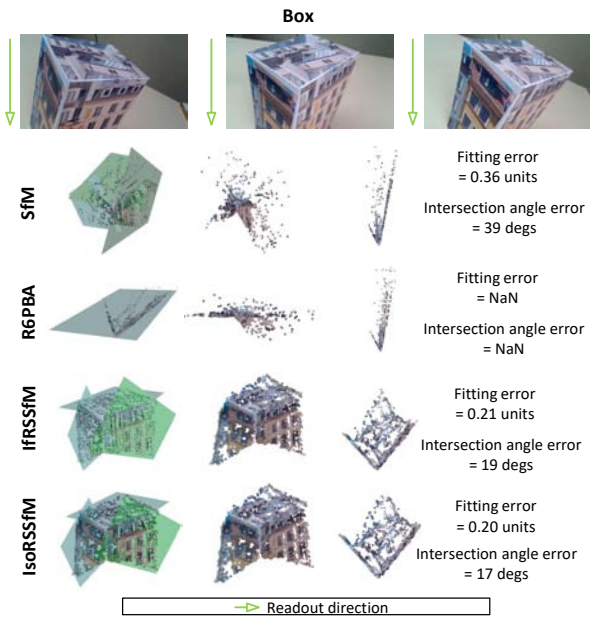 Box
SfM
Fitting error
= 0.36 units
Intersection angle error
= 39 degs
R6PBA
Fitting error
= NaN
Intersection angle error
= NaN
IfRSSfM
Fitting error
= 0.21 units
Intersection angle error
= 19 degs
IsoRSSfM
Fitting error
= 0.20 units
Intersection angle error
= 17 degs
Readout direction